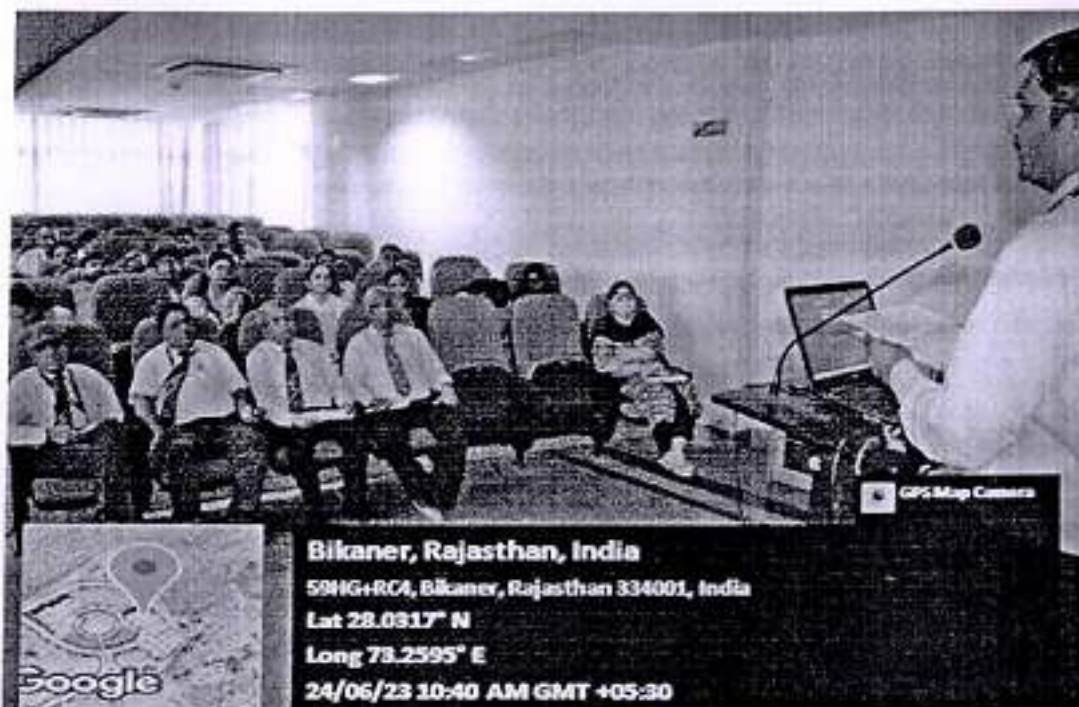 GPS Map Camera
Bikaner, Rajasthan, India
59HG+RC4, Bikaner, Rajasthan 334001, India
Lat 28.0317° N
Long 73.2595° E
24/06/23 10:40 AM GMT +05:30
Google